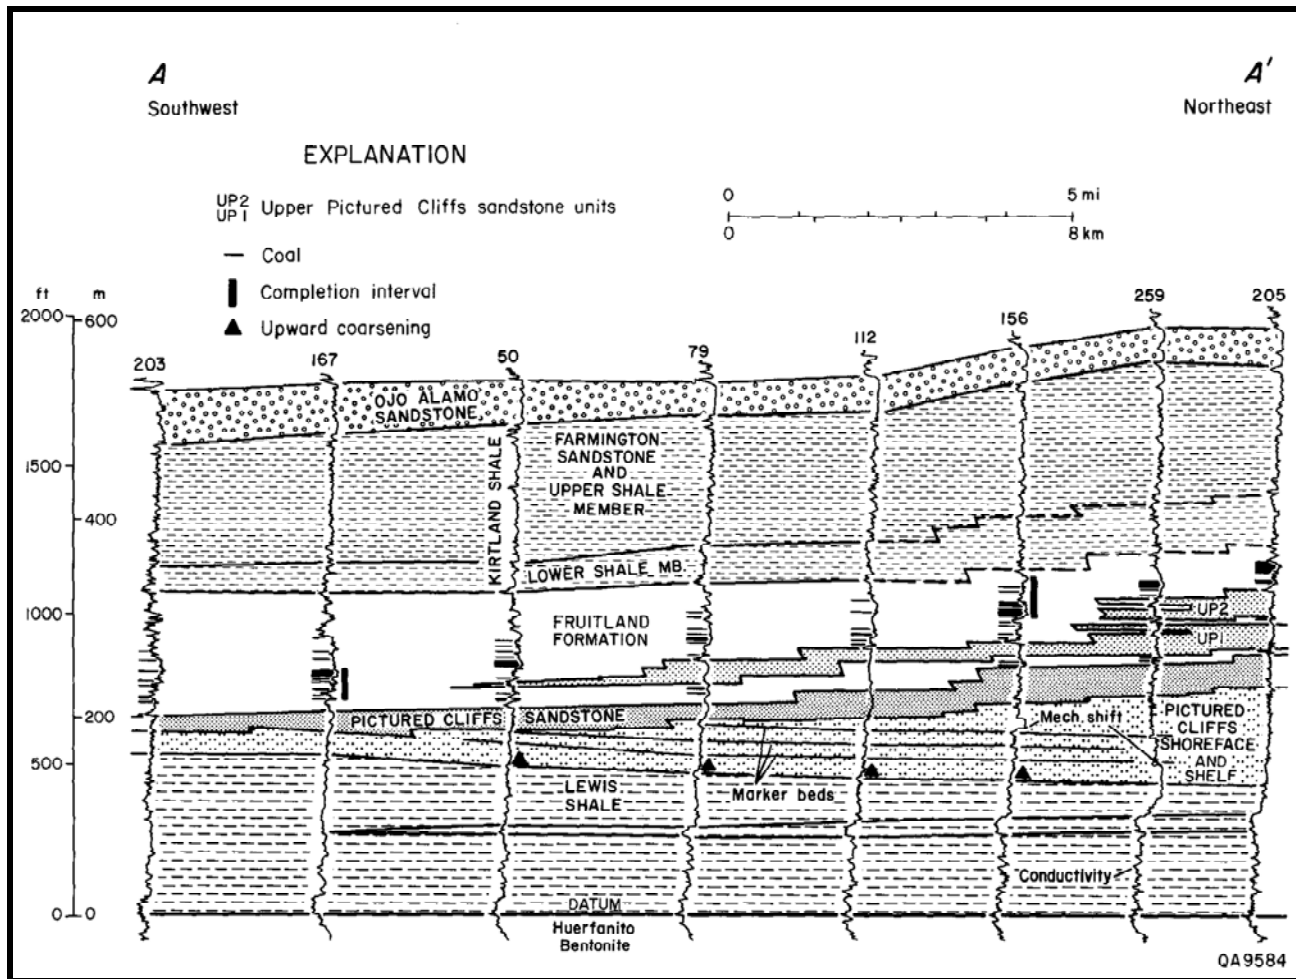 A
Southwest
A'
Northeast
EXPLANATION
UP2
UP1
Upper Pictured Cliffs sandstone units
Coal
Completion interval
Upward coarsening
0
5 mi
0
8 km
ft
m
2000
600
1500
400
1000
200
500
0
0
203
167
50
79
112
156
259
205
OJO ALAMO
SANDSTONE
KIRTLAND SHALE
FARMINGTON
SANDSTONE
AND
UPPER SHALE
MEMBER
LOWER SHALE MB.
FRUITLAND
FORMATION
UP2
UP1
PICTURED CLIFFS SANDSTONE
Mech. shift
PICTURED
CLIFFS
SHOREFACE
AND
SHELF
Marker beds
LEWIS
SHALE
Conductivity
DATUM
Huerfanito
Bentonite
QA9584